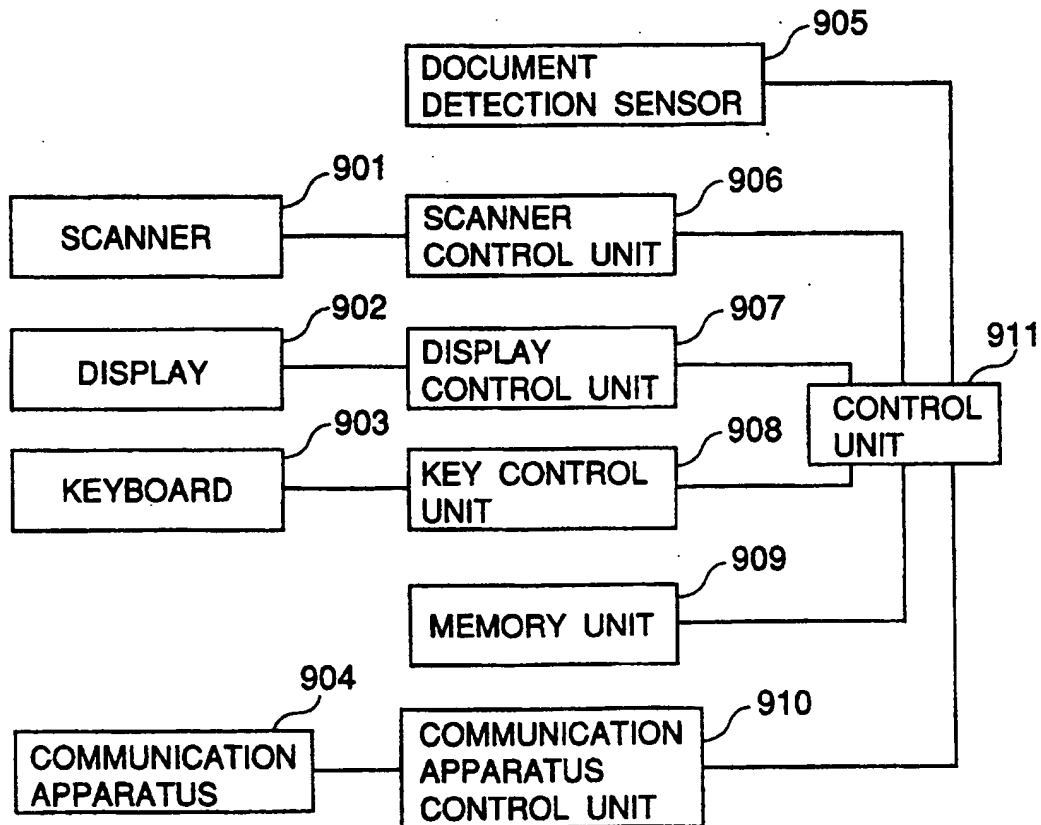 905
DOCUMENT
DETECTION SENSOR
901
906
SCANNER
SCANNER
CONTROL UNIT
902
907
DISPLAY
DISPLAY
CONTROL UNIT
911
CONTROL
UNIT
903
908
KEYBOARD
KEY CONTROL
UNIT
909
MEMORY UNIT
904
910
COMMUNICATION
APPARATUS
COMMUNICATION
APPARATUS
CONTROL UNIT